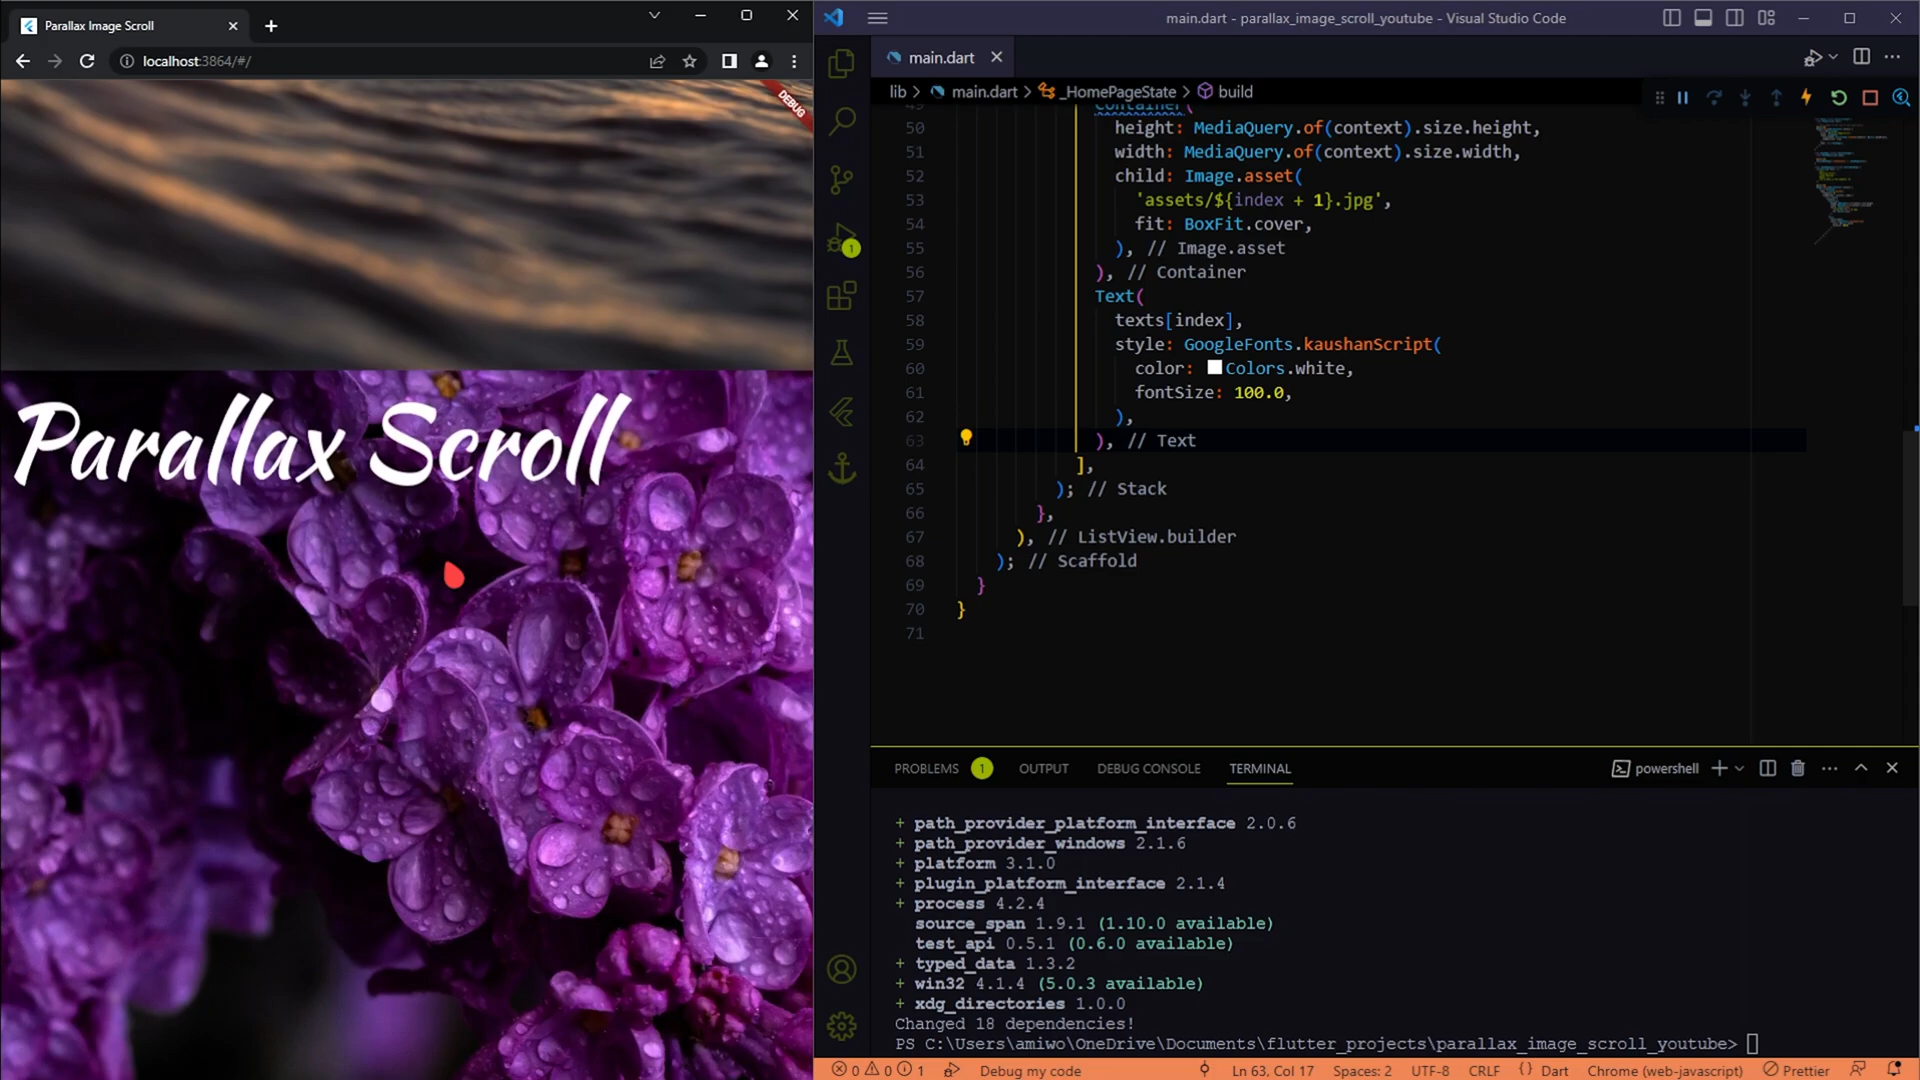 Parallax Image Scroll
localhost:3864/#/
DEBUG
Parallax Scroll
main.dart - parallax_image_scroll_youtube - Visual Studio Code
main.dart
lib > main.dart > _HomePageState > build
49 Container(
50 height: MediaQuery.of(context).size.height,
51 width: MediaQuery.of(context).size.width,
52 child: Image.asset(
53 'assets/${index + 1}.jpg',
54 fit: BoxFit.cover,
55 ), // Image.asset
56 ), // Container
57 Text(
58 texts[index],
59 style: GoogleFonts.kaushanScript(
60 color: Colors.white,
61 fontSize: 100.0,
62 ),
63 ), // Text
64 ],
65 ); // Stack
66 },
67 ), // ListView.builder
68 ); // Scaffold
69 }
70 }
71
1
PROBLEMS 1 OUTPUT DEBUG CONSOLE TERMINAL powershell
+ path_provider_platform_interface 2.0.6
+ path_provider_windows 2.1.6
+ platform 3.1.0
+ plugin_platform_interface 2.1.4
+ process 4.2.4
source_span 1.9.1 (1.10.0 available)
test_api 0.5.1 (0.6.0 available)
+ typed_data 1.3.2
+ win32 4.1.4 (5.0.3 available)
+ xdg_directories 1.0.0
Changed 18 dependencies!
PS C:\Users\amiwo\OneDrive\Documents\flutter_projects\parallax_image_scroll_youtube>
0 0 1 Debug my code Ln 63, Col 17 Spaces: 2 UTF-8 CRLF {} Dart Chrome (web-javascript) Prettier